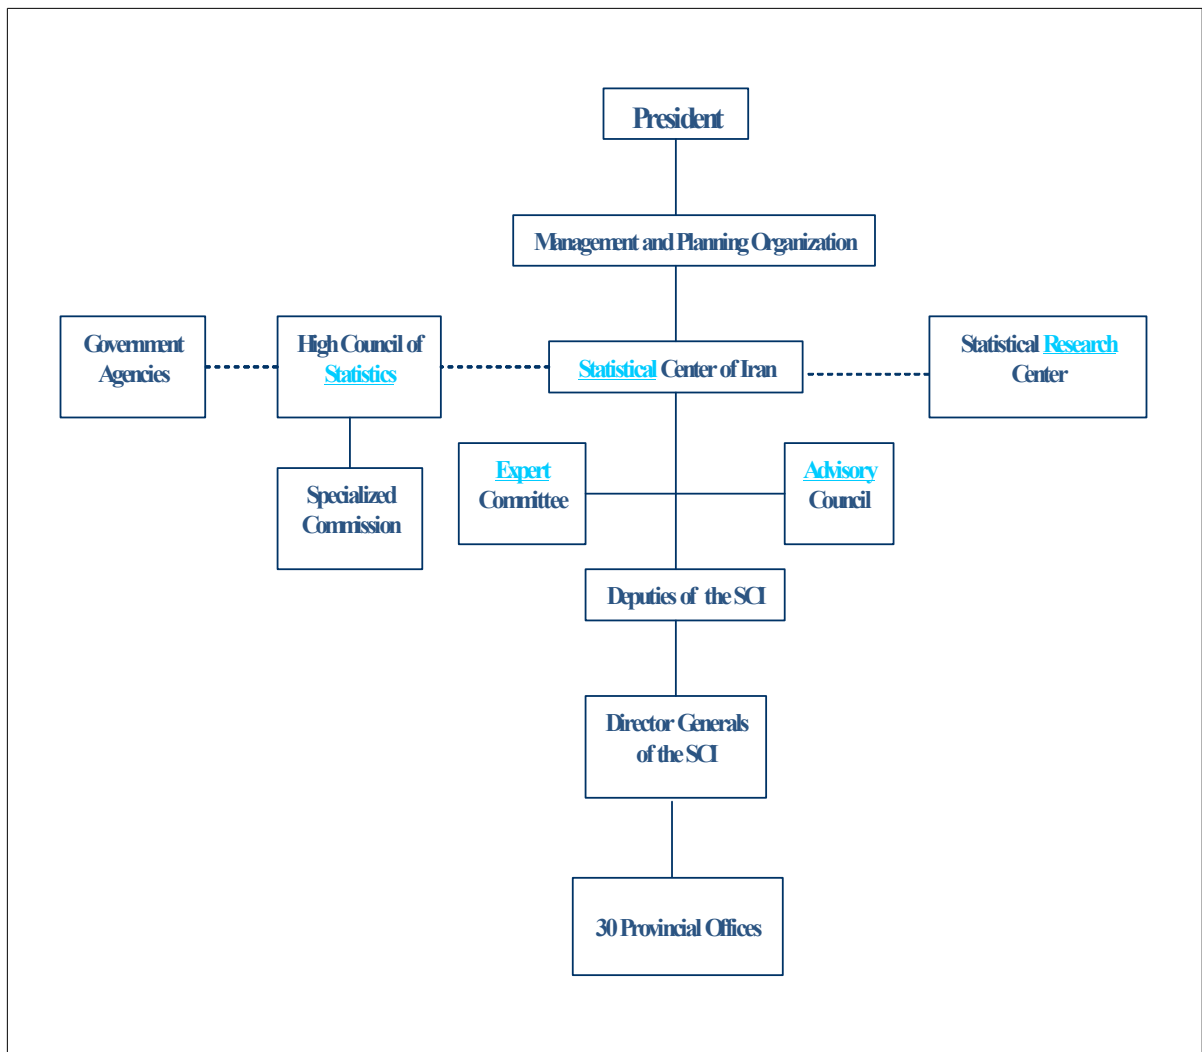 President
Management and Planning Organization
Government
Agencies
High Council of
Statistics
Statistical Center of Iran
Statistical Research
Center
Specialized
Commission
Expert
Committee
Advisory
Council
Deputies of the SCI
Director Generals
of the SCI
30 Provincial Offices